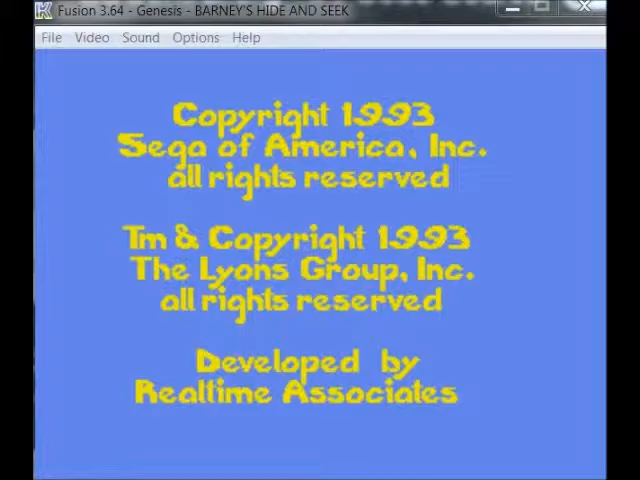 Fusion 3.64 - Genesis - BARNEY'S HIDE AND SEEK
File Video Sound Options Help
Copyright 1993
Sega of America, Inc.
all rights reserved
Tm & Copyright 1993
The Lyons Group, Inc.
all rights reserved
Developed by
Realtime Associates